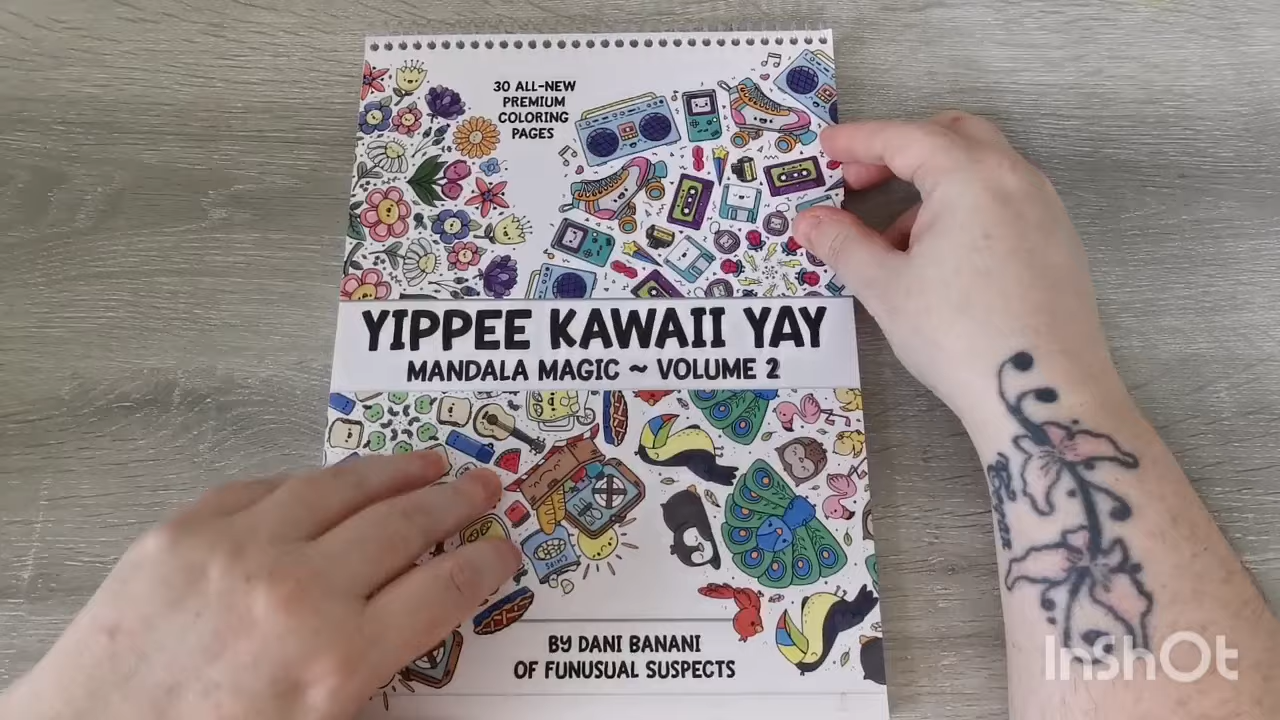 30 ALL-NEW
PREMIUM
COLORING
PAGES
YIPPEE KAWAII YAY
MANDALA MAGIC ~ VOLUME 2
CHIPS
BY DANI BANANI
OF FUNUSUAL SUSPECTS
InshOt